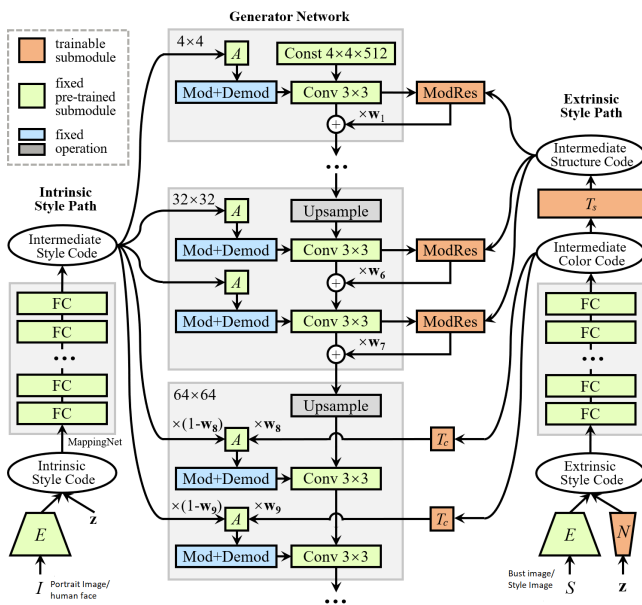 Generator Network
trainable
submodule
fixed
pre-trained
submodule
fixed
operation
4×4
A
Const 4×4×512
Mod+Demod
Conv 3×3
ModRes
+
×w₁
•••
Extrinsic
Style Path
Intermediate
Structure Code
Tₛ
Intermediate
Color Code
FC
FC
•••
FC
FC
Extrinsic
Style Code
E
N
Bust image/
Style Image
S
z
Intrinsic
Style Path
Intermediate
Style Code
FC
FC
•••
FC
FC
MappingNet
Intrinsic
Style Code
z
E
I
Portrait Image/
human face
32×32
A
Upsample
Mod+Demod
Conv 3×3
ModRes
+
×w₆
A
Mod+Demod
Conv 3×3
ModRes
+
×w₇
64×64
Upsample
×(1-w₈)
A
×w₈
T꜀
Mod+Demod
Conv 3×3
×(1-w₉)
A
×w₉
T꜀
Mod+Demod
Conv 3×3
•••